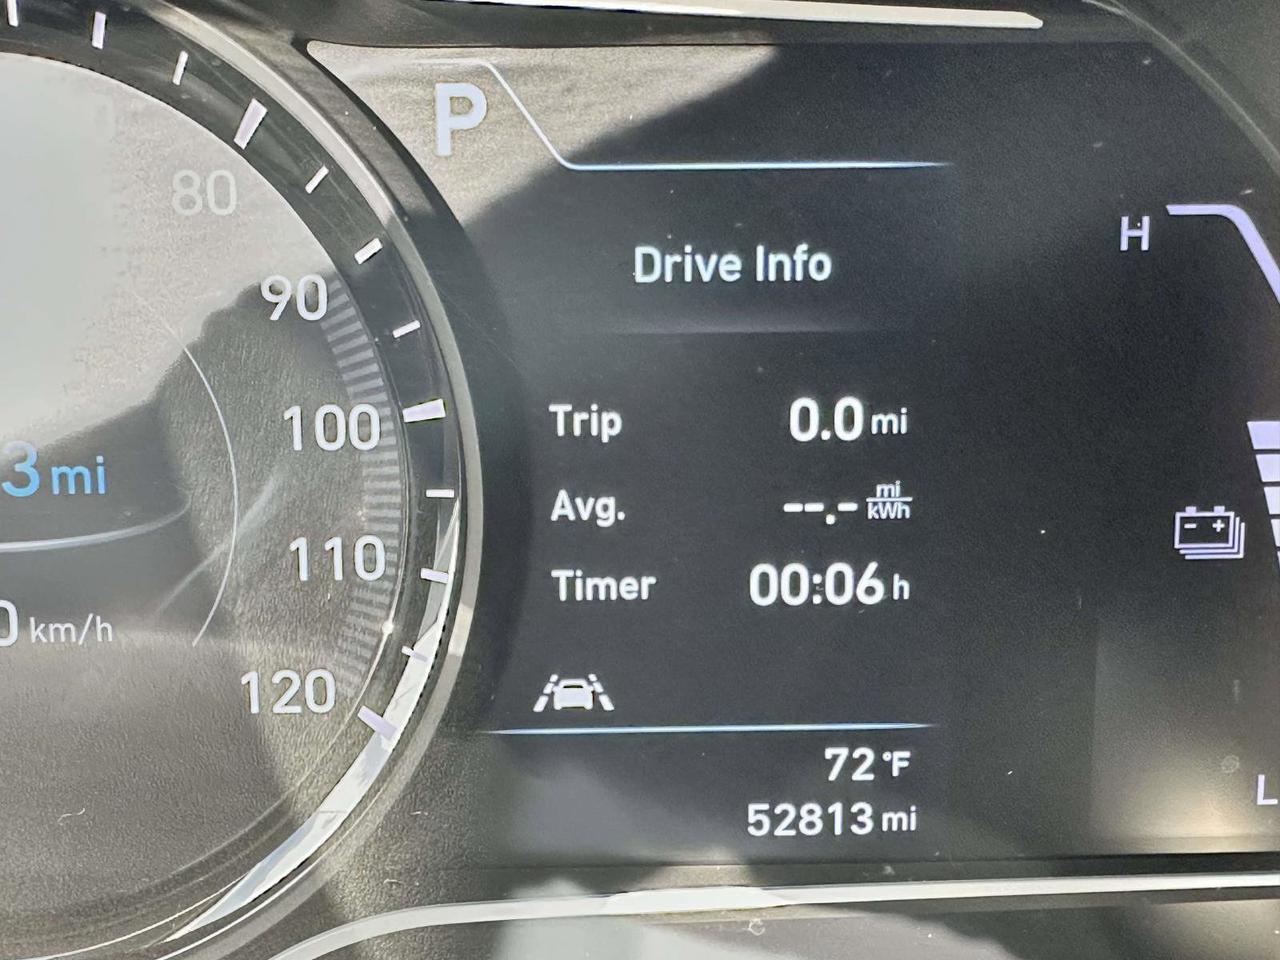 P
80
90
100
110
120
3 mi
0 km/h
Drive Info
Trip 0.0 mi
Avg. --.- mi/kWh
Timer 00:06 h
72 °F
52813 mi
H
L